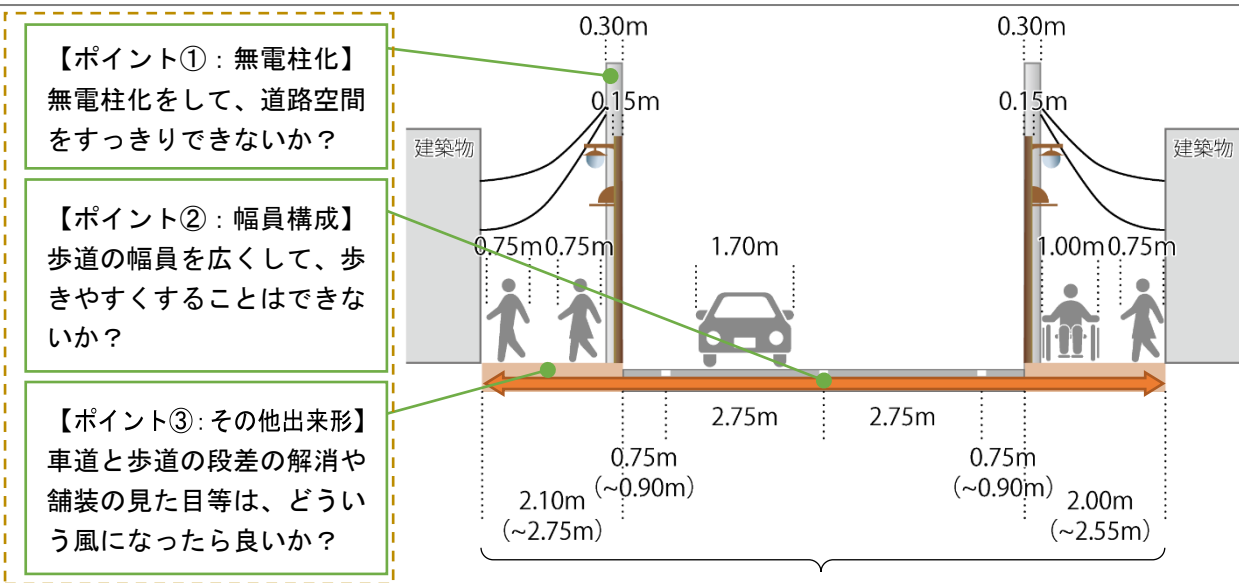 【ポイント①：無電柱化】
無電柱化をして、道路空間
をすっきりできないか？
【ポイント②：幅員構成】
歩道の幅員を広くして、歩
きやすくすることはできな
いか？
【ポイント③：その他出来形】
車道と歩道の段差の解消や
舗装の見た目等は、どうい
う風になったら良いか？
0.30m
0.30m
0.15m
0.15m
建築物
建築物
0.75m
0.75m
1.70m
1.00m
0.75m
2.75m
2.75m
0.75m
(~0.90m)
0.75m
(~0.90m)
2.10m
(~2.75m)
2.00m
(~2.55m)